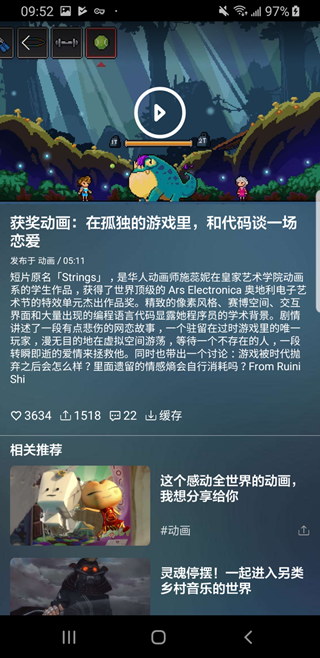 09:52
97%
1T
2T
获奖动画：在孤独的游戏里，和代码谈一场
恋爱
发布于 动画 / 05:11
短片原名「Strings」，是华人动画师施蕊妮在皇家艺术学院动画
系的学生作品，获得了世界顶级的 Ars Electronica 奥地利电子艺
术节的特效单元杰出作品奖。精致的像素风格、赛博空间、交互
界面和大量出现的编程语言代码显露她程序员的学术背景。剧情
讲述了一段有点悲伤的网恋故事，一个驻留在过时游戏里的唯一
玩家，漫无目的地在虚拟空间游荡，等待一个不存在的人，一段
转瞬即逝的爱情来拯救他。同时也带出一个讨论：游戏被时代抛
弃之后会怎么样？里面遗留的情感熵会自行消耗吗？From Ruini
Shi
3634
1518
22
缓存
相关推荐
这个感动全世界的动画，
我想分享给你
#动画
灵魂停摆！一起进入另类
乡村音乐的世界